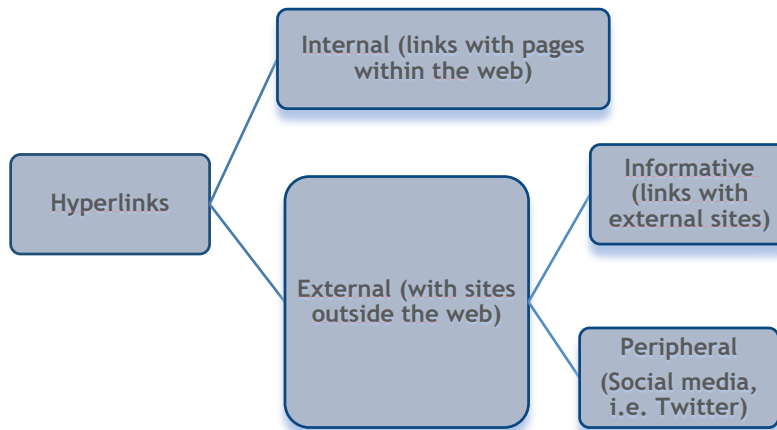 Internal (links with pages
within the web)
Hyperlinks
External (with sites
outside the web)
Informative
(links with
external sites)
Peripheral
(Social media,
i.e. Twitter)